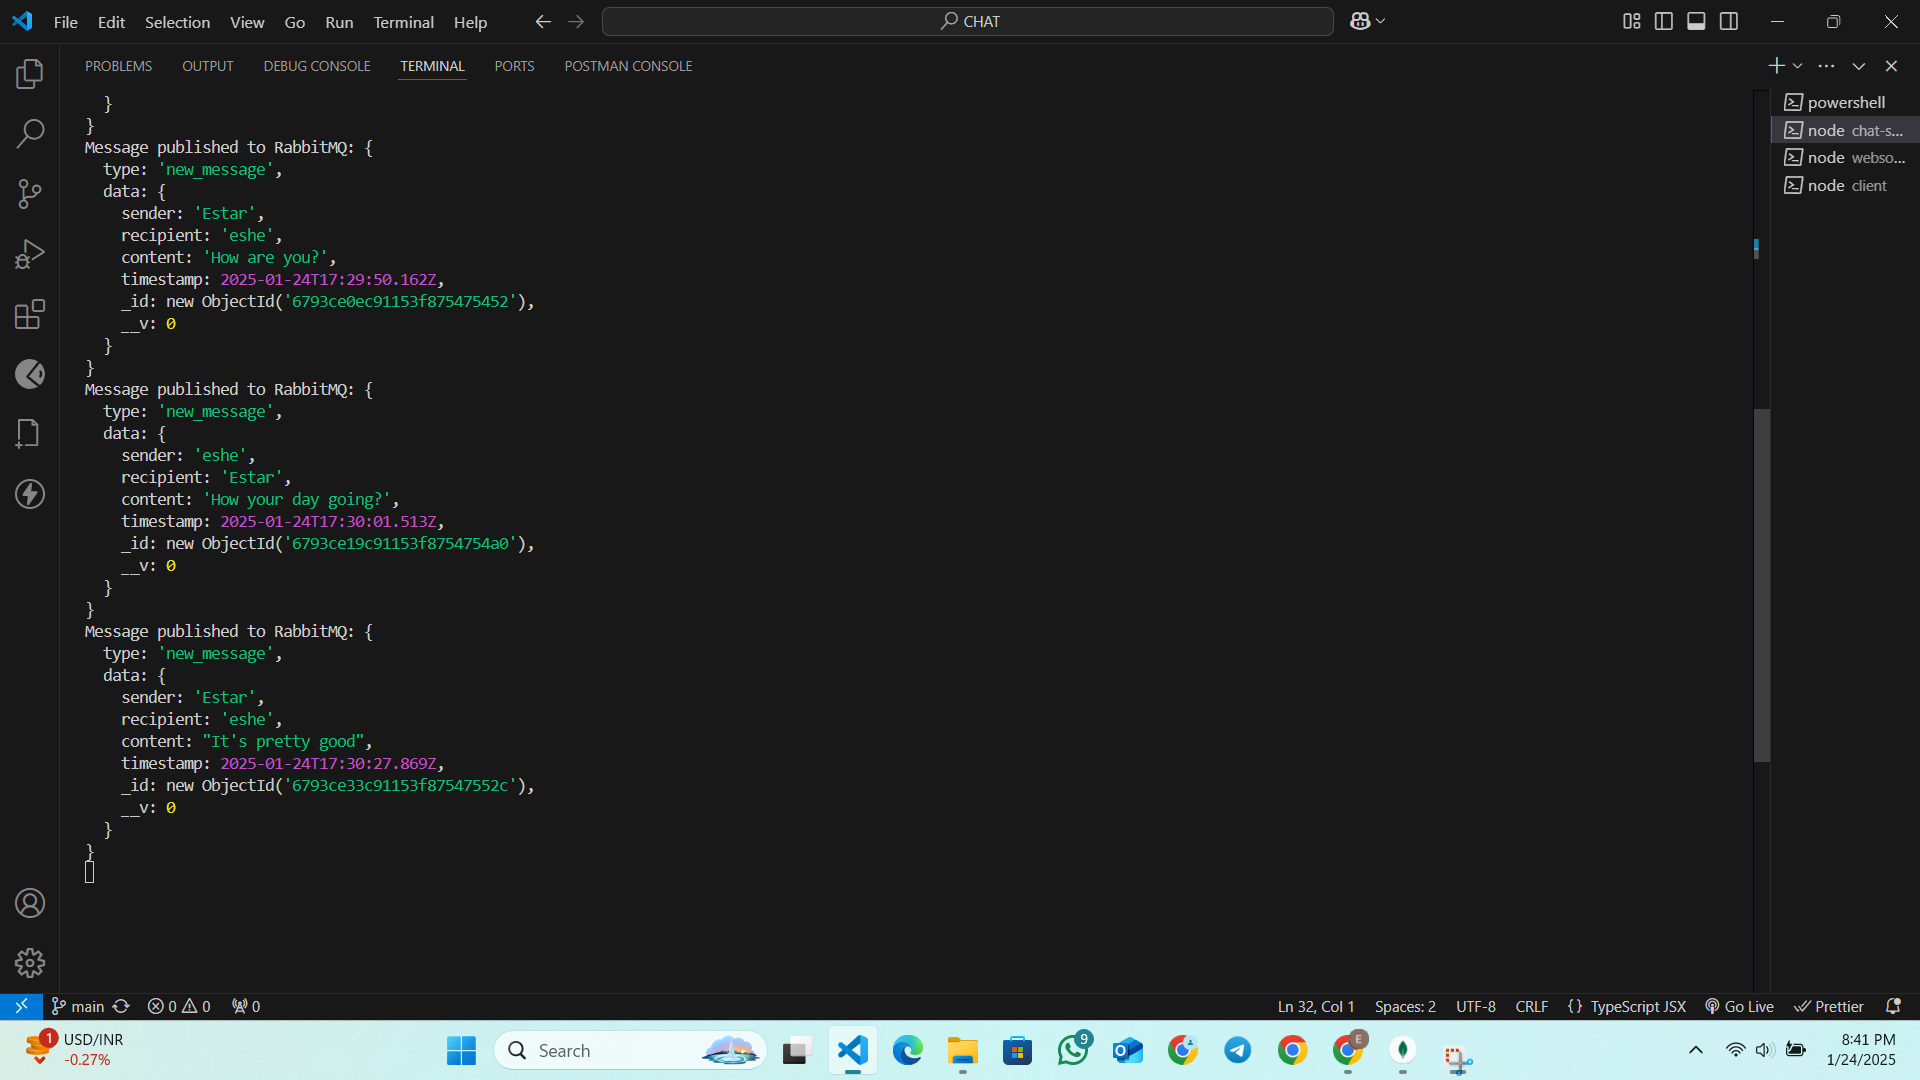 File Edit Selection View Go Run Terminal Help
CHAT
PROBLEMS OUTPUT DEBUG CONSOLE TERMINAL PORTS POSTMAN CONSOLE
powershell
node chat-s...
node webso...
node client
  }
}
Message published to RabbitMQ: {
  type: 'new_message',
  data: {
    sender: 'Estar',
    recipient: 'eshe',
    content: 'How are you?',
    timestamp: 2025-01-24T17:29:50.162Z,
    _id: new ObjectId('6793ce0ec91153f875475452'),
    __v: 0
  }
}
Message published to RabbitMQ: {
  type: 'new_message',
  data: {
    sender: 'eshe',
    recipient: 'Estar',
    content: 'How your day going?',
    timestamp: 2025-01-24T17:30:01.513Z,
    _id: new ObjectId('6793ce19c91153f8754754a0'),
    __v: 0
  }
}
Message published to RabbitMQ: {
  type: 'new_message',
  data: {
    sender: 'Estar',
    recipient: 'eshe',
    content: "It's pretty good",
    timestamp: 2025-01-24T17:30:27.869Z,
    _id: new ObjectId('6793ce33c91153f87547552c'),
    __v: 0
  }
}
main 0 0 0 Ln 32, Col 1 Spaces: 2 UTF-8 CRLF {} TypeScript JSX Go Live Prettier
1 USD/INR
-0.27%
Search
9
E
8:41 PM
1/24/2025